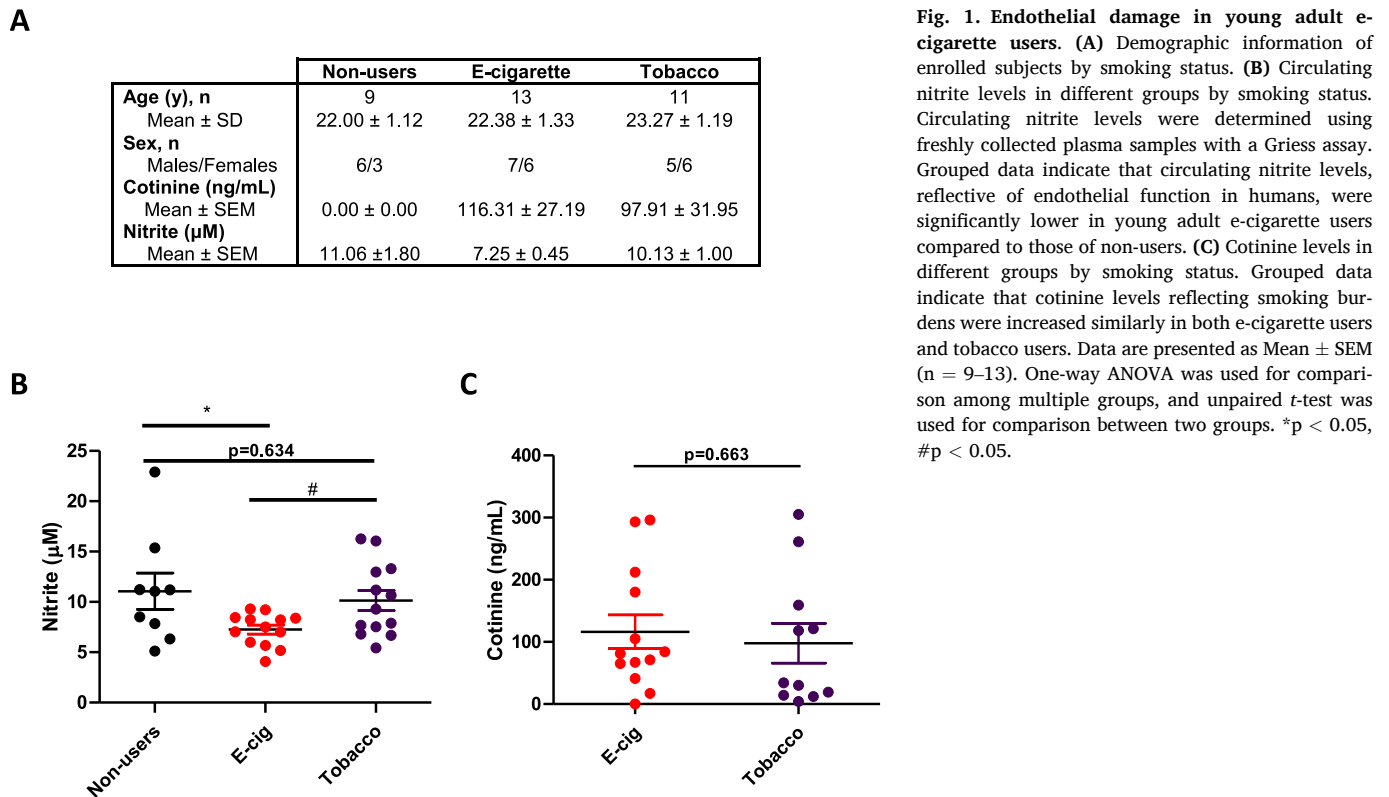 A
Non-users E-cigarette Tobacco
Age (y), n 9 13 11
Mean ± SD 22.00 ± 1.12 22.38 ± 1.33 23.27 ± 1.19
Sex, n
Males/Females 6/3 7/6 5/6
Cotinine (ng/mL)
Mean ± SEM 0.00 ± 0.00 116.31 ± 27.19 97.91 ± 31.95
Nitrite (µM)
Mean ± SEM 11.06 ±1.80 7.25 ± 0.45 10.13 ± 1.00
Fig. 1. Endothelial damage in young adult e-
cigarette users. (A) Demographic information of
enrolled subjects by smoking status. (B) Circulating
nitrite levels in different groups by smoking status.
Circulating nitrite levels were determined using
freshly collected plasma samples with a Griess assay.
Grouped data indicate that circulating nitrite levels,
reflective of endothelial function in humans, were
significantly lower in young adult e-cigarette users
compared to those of non-users. (C) Cotinine levels in
different groups by smoking status. Grouped data
indicate that cotinine levels reflecting smoking bur-
dens were increased similarly in both e-cigarette users
and tobacco users. Data are presented as Mean ± SEM
(n = 9–13). One-way ANOVA was used for compari-
son among multiple groups, and unpaired t-test was
used for comparison between two groups. *p < 0.05,
#p < 0.05.
B
*
p=0.634
#
Nitrite (µM)
25
20
15
10
5
0
Non-users
E-cig
Tobacco
C
p=0.663
Cotinine (ng/mL)
400
300
200
100
0
E-cig
Tobacco